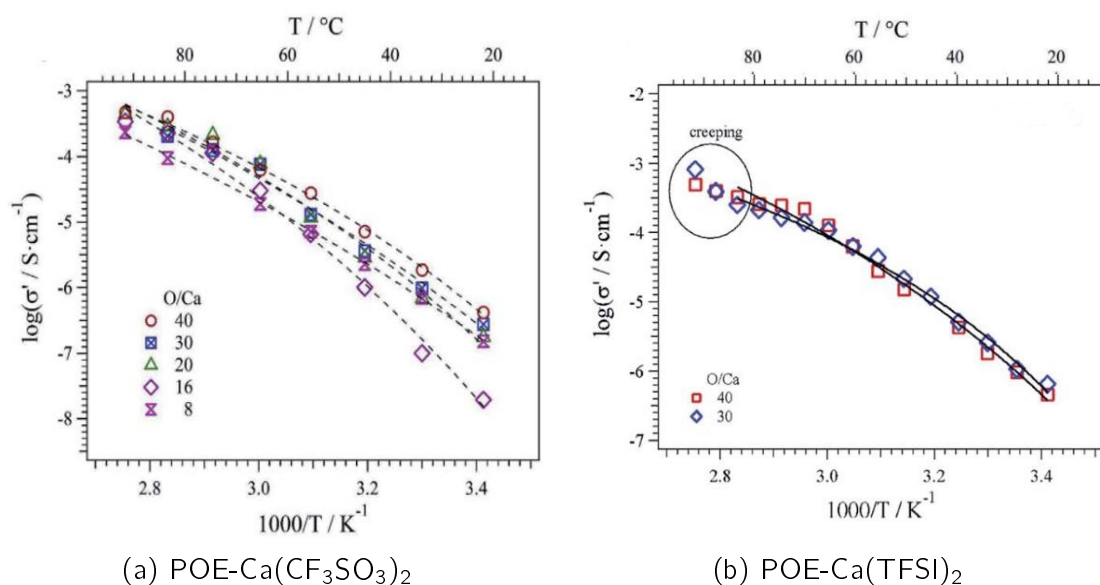 T / °C
80 60 40 20
-3
-4
-5
-6
-7
-8
log(σ' / S·cm⁻¹)
O/Ca
40
30
20
16
8
2.8 3.0 3.2 3.4
1000/T / K⁻¹
(a) POE-Ca(CF₃SO₃)₂
T / °C
100 80 60 40 20
-2
-3
-4
-5
-6
-7
log(σ' / S·cm⁻¹)
creeping
O/Ca
40
30
2.8 3.0 3.2 3.4
1000/T / K⁻¹
(b) POE-Ca(TFSI)₂